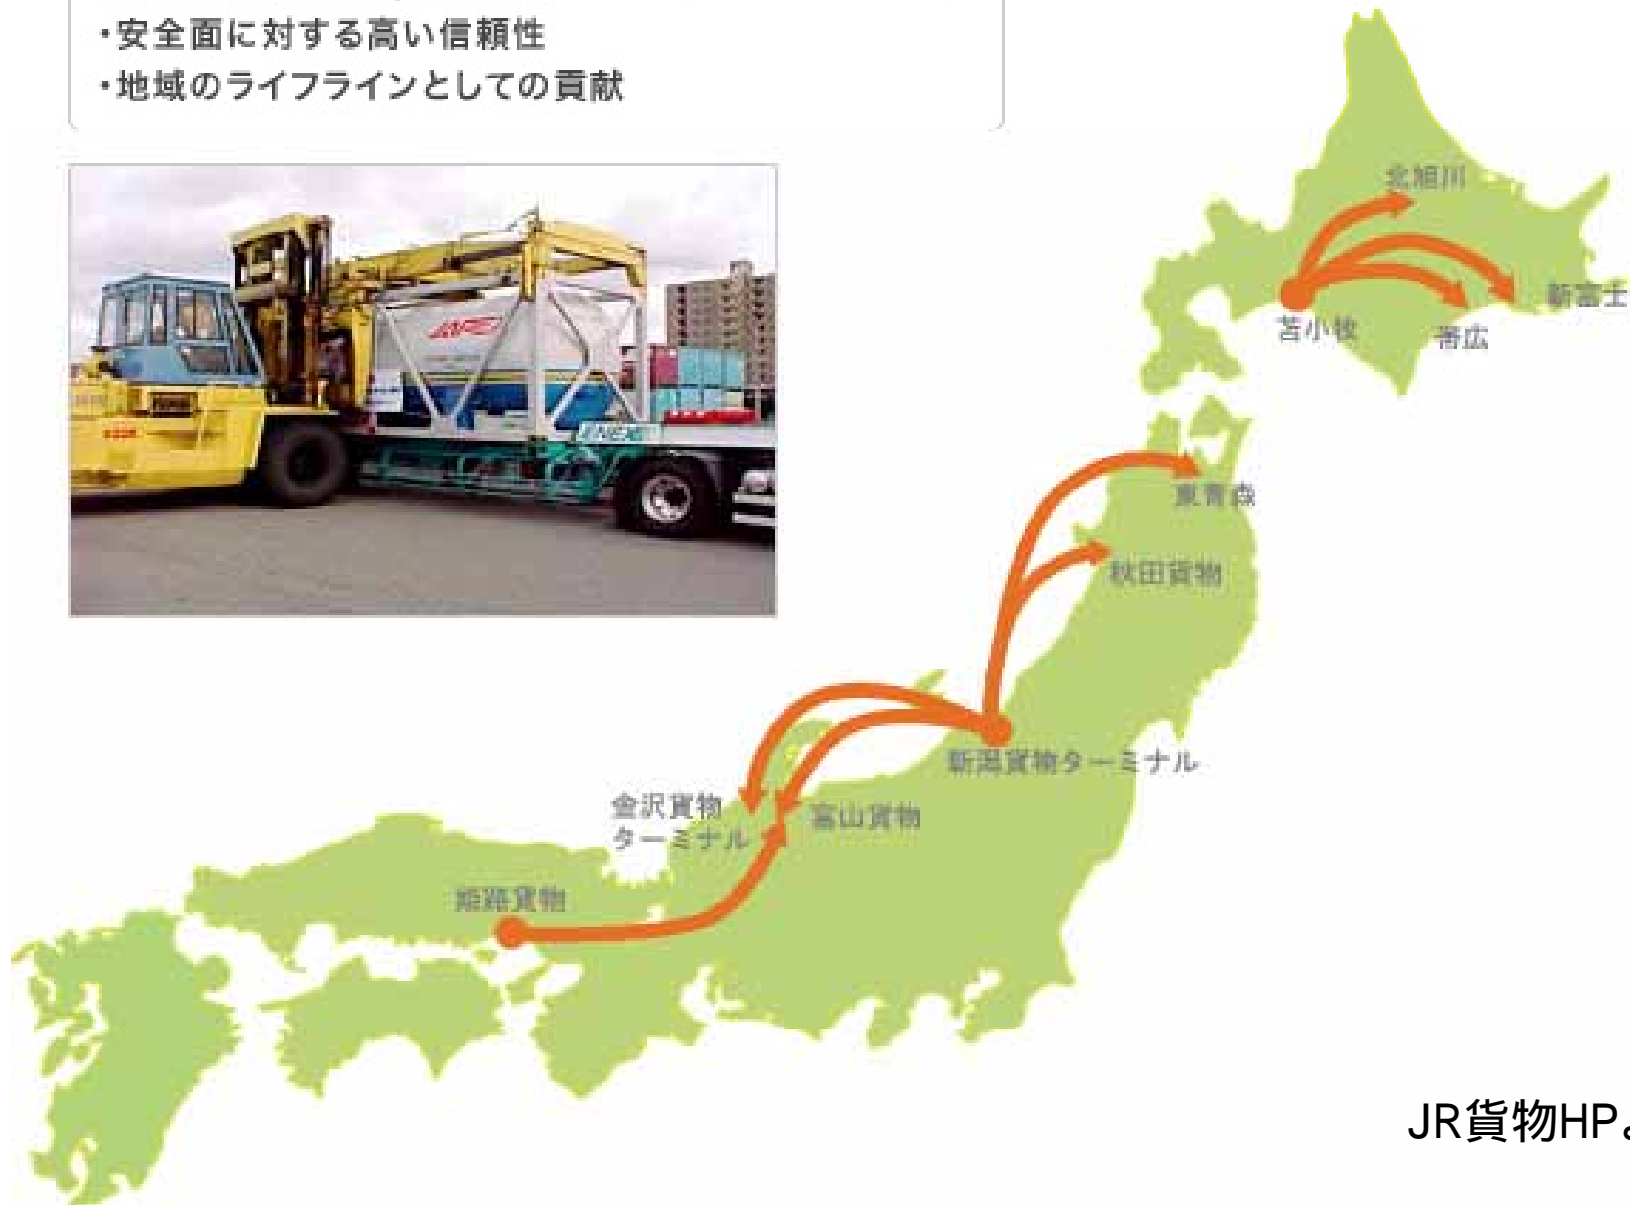 ・安全面に対する高い信頼性
・地域のライフラインとしての貢献
北旭川
新富士
苫小牧
帯広
東青森
秋田貨物
新潟貨物ターミナル
金沢貨物
ターミナル
富山貨物
姫路貨物
JR貨物HP